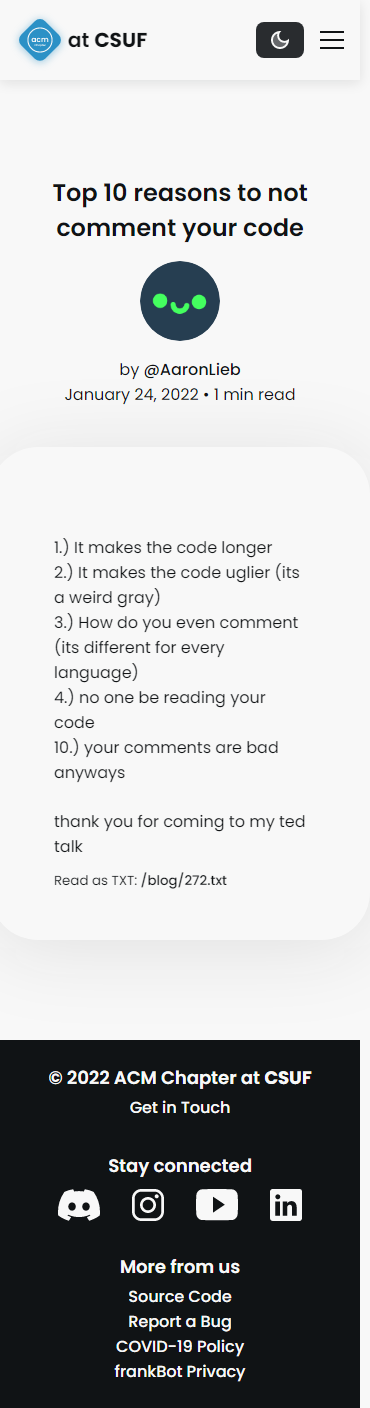 acm at CSUF
Top 10 reasons to not
comment your code
by @AaronLieb
January 24, 2022 • 1 min read
1.) It makes the code longer
2.) It makes the code uglier (its
a weird gray)
3.) How do you even comment
(its different for every
language)
4.) no one be reading your
code
10.) your comments are bad
anyways
thank you for coming to my ted
talk
Read as TXT: /blog/272.txt
© 2022 ACM Chapter at CSUF
Get in Touch
Stay connected
in
More from us
Source Code
Report a Bug
COVID-19 Policy
frankBot Privacy